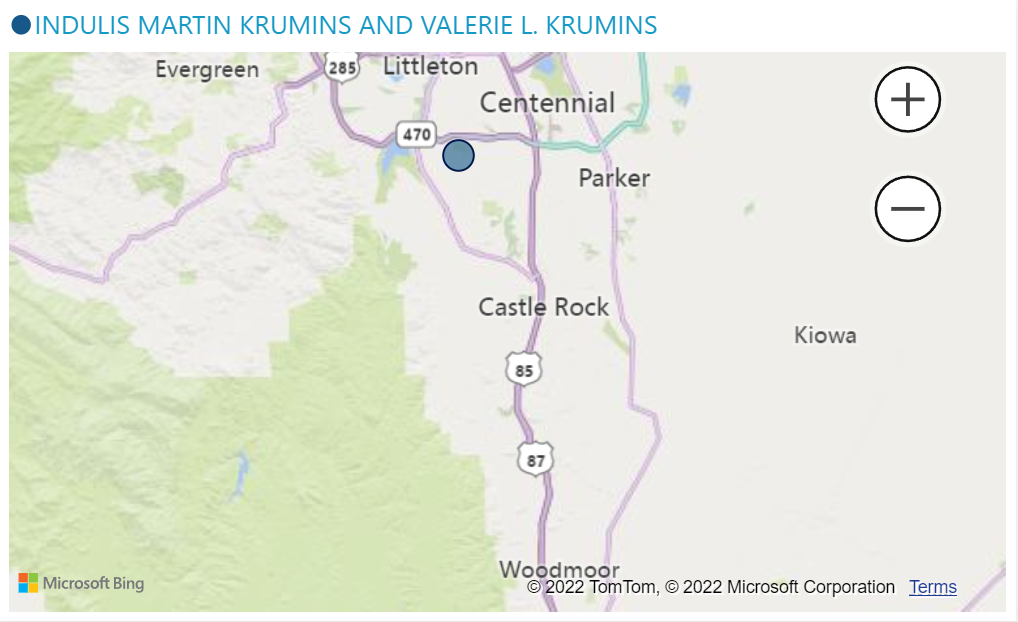 INDULIS MARTIN KRUMINS AND VALERIE L. KRUMINS
Evergreen
285
Littleton
Centennial
470
Parker
Castle Rock
Kiowa
85
87
Woodmoor
Microsoft Bing
© 2022 TomTom, © 2022 Microsoft Corporation Terms